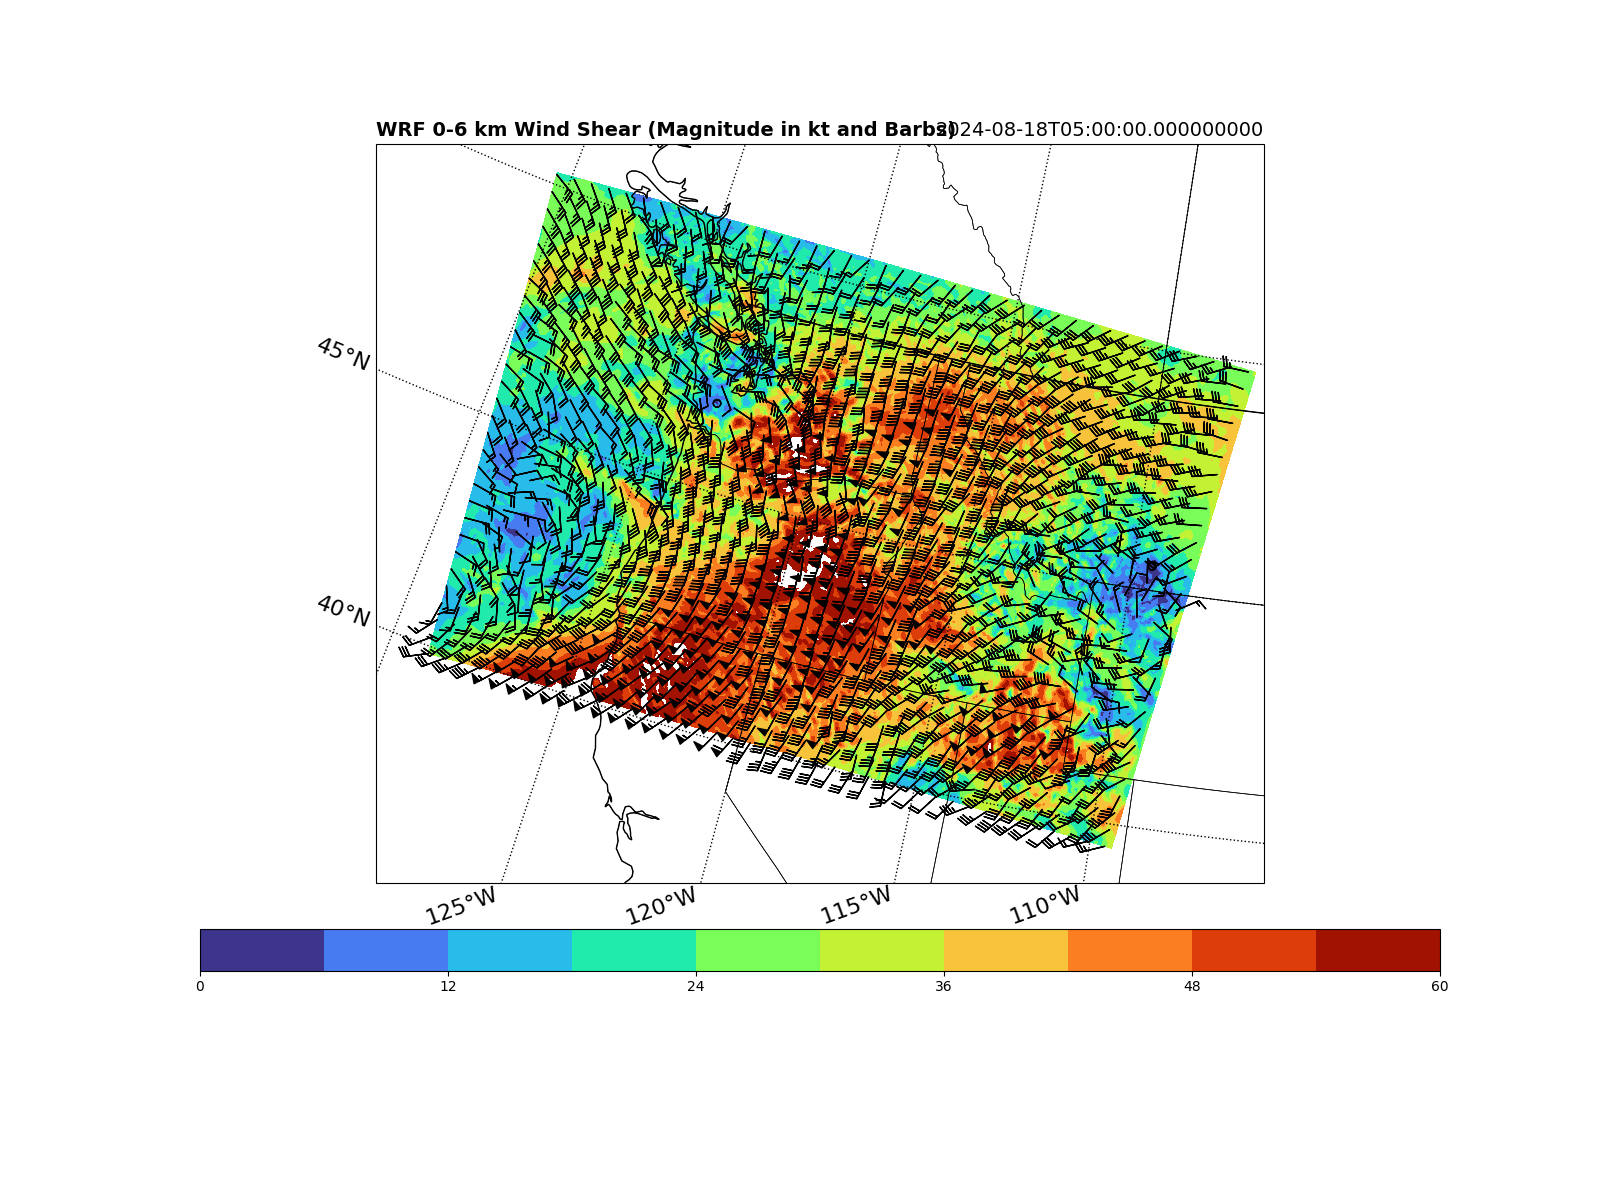 WRF 0-6 km Wind Shear (Magnitude in kt and Barbs) 2024-08-18T05:00:00.000000000
45°N
40°N
125°W 120°W 115°W 110°W
0 12 24 36 48 60